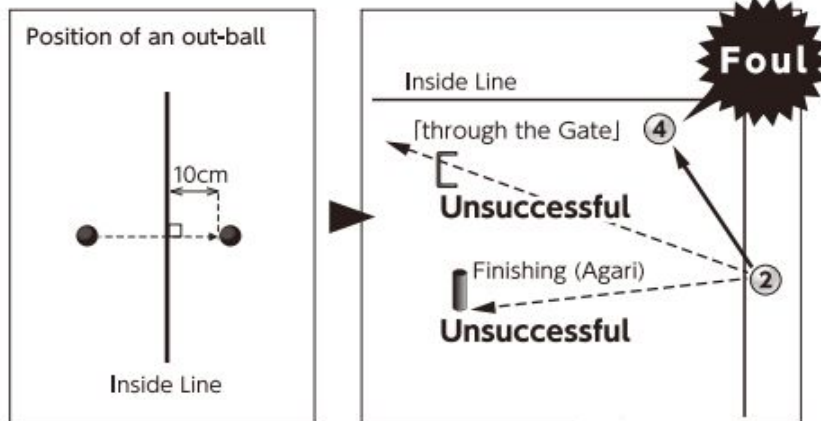 Position of an out-ball
10cm
Inside Line
Foul
Inside Line
｢through the Gate｣
④
Unsuccessful
②
Finishing (Agari)
Unsuccessful